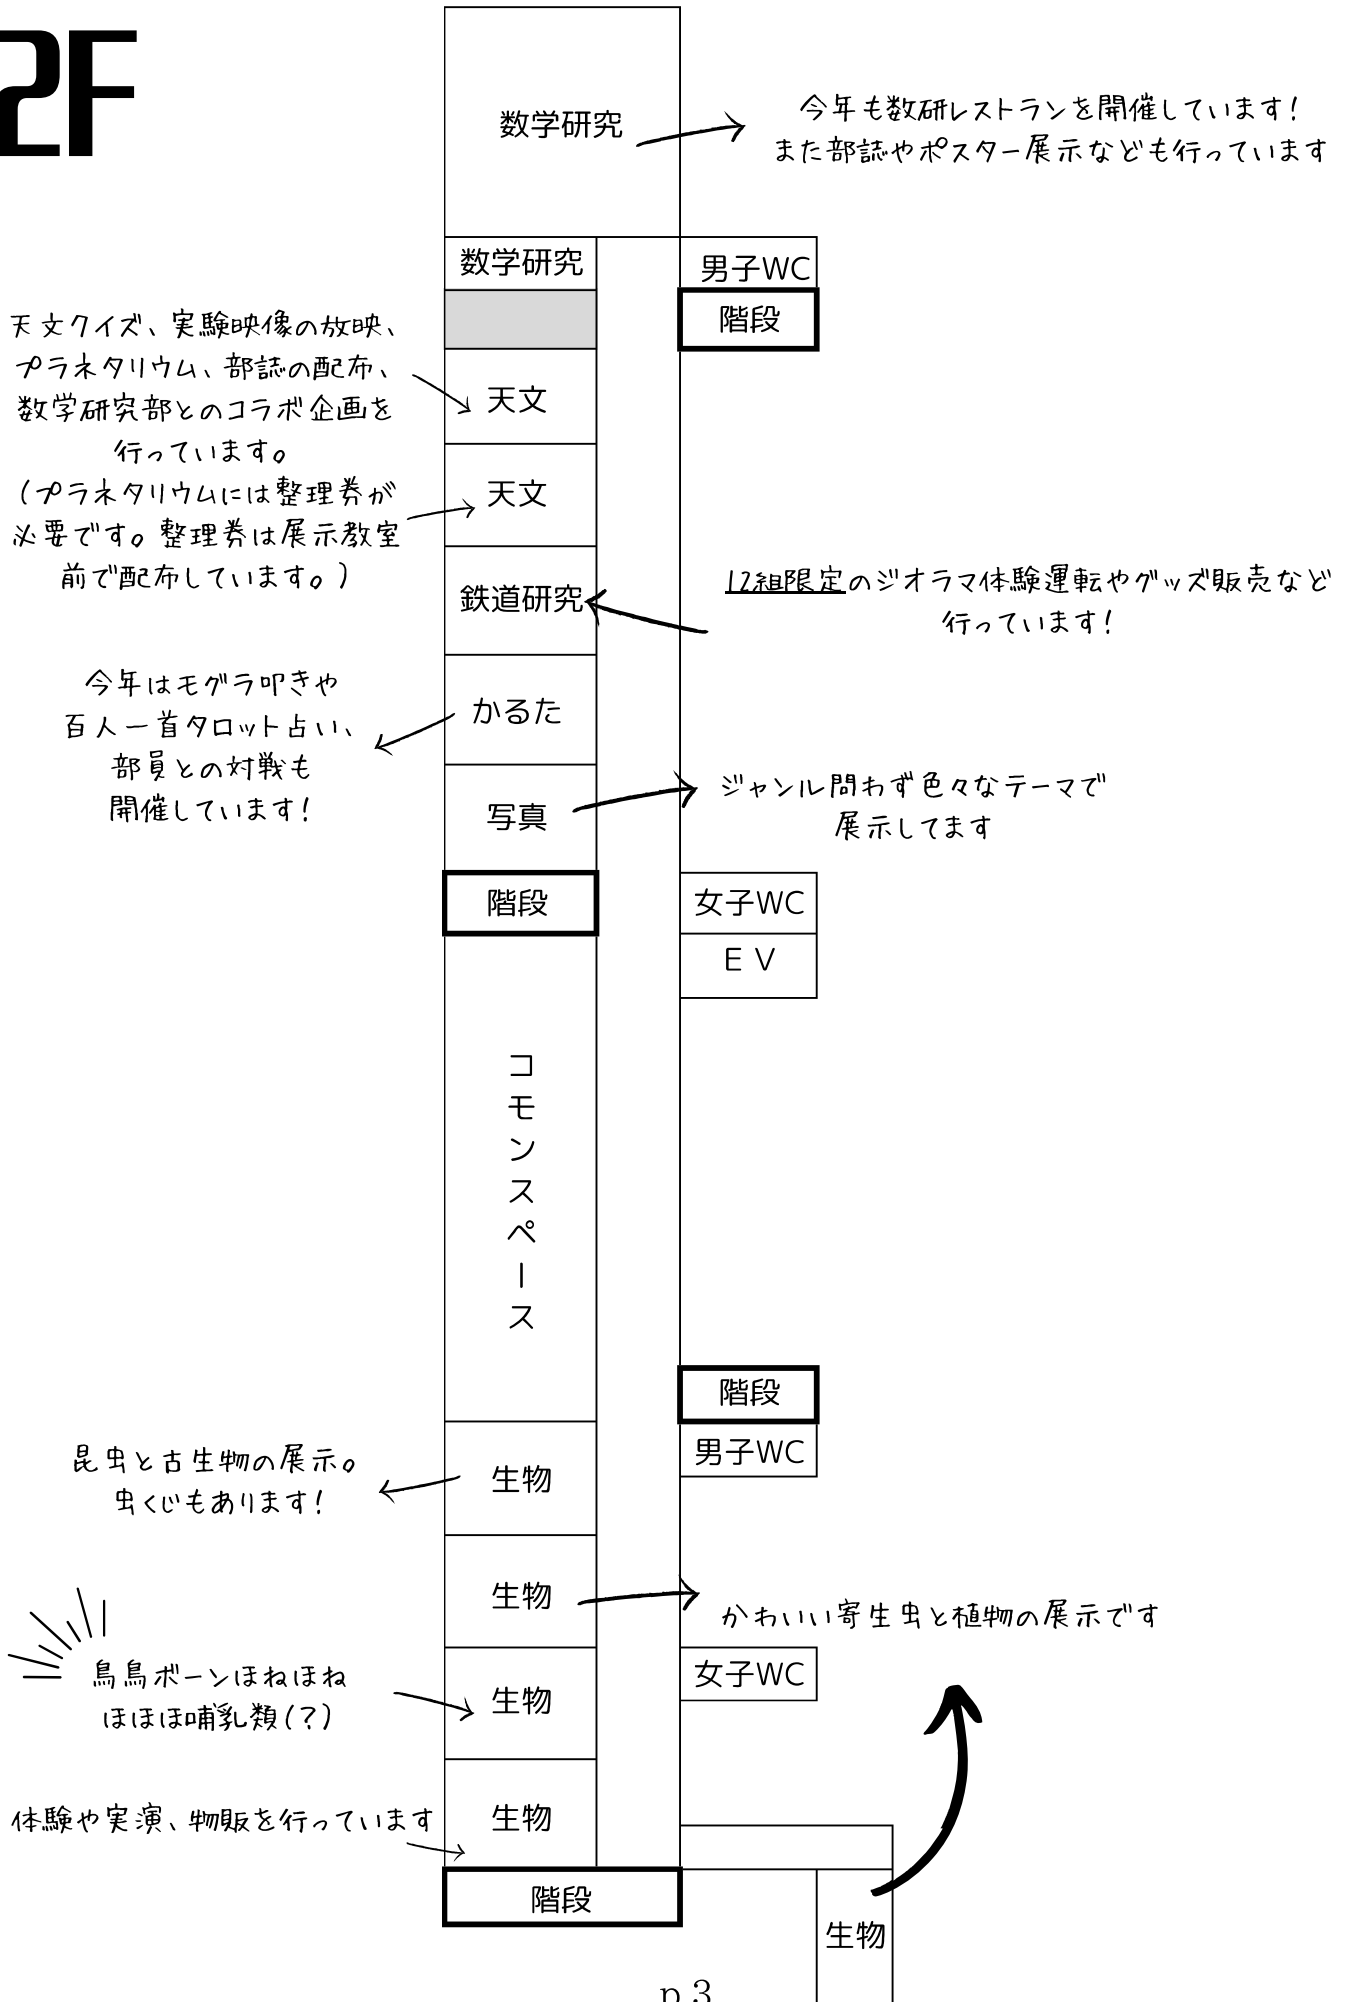 2F
数学研究
今年も数研レストランを開催しています!
また部誌やポスター展示なども行っています
数学研究
男子WC
階段
天文クイズ、実験映像の放映、
プラネタリウム、部誌の配布、
数学研究部とのコラボ企画を
行っています。
(プラネタリウムには整理券が
必要です。整理券は展示教室
前で配布しています。)
天文
天文
鉄道研究
12組限定のジオラマ体験運転やグッズ販売など
行っています!
今年はモグラ叩きや
百人一首タロット占い、
部員との対戦も
開催しています!
かるた
写真
ジャンル問わず色々なテーマで
展示してます
階段
女子WC
EV
コモンスペース
階段
男子WC
昆虫と古生物の展示。
虫くじもあります!
生物
生物
かわいい寄生虫と植物の展示です
女子WC
鳥鳥ボーンほねほね
ほほほ哺乳類(?)
生物
体験や実演、物販を行っています
生物
階段
生物
p.3